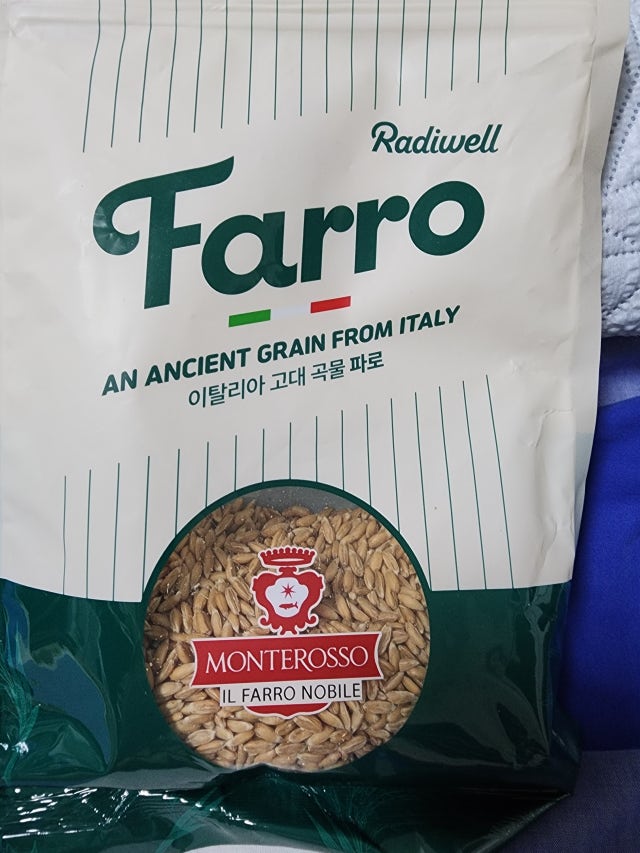 Radiwell
Farro
AN ANCIENT GRAIN FROM ITALY
이탈리아 고대 곡물 파로
MONTEROSSO
IL FARRO NOBILE